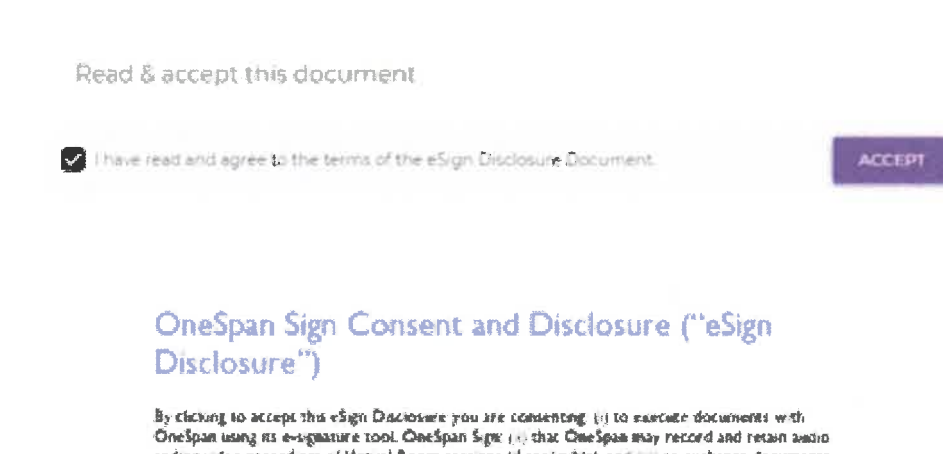 Read & accept this document
I have read and agree to the terms of the eSign Disclosure Document.
ACCEPT
OneSpan Sign Consent and Disclosure ("eSign
Disclosure")
By clicking to accept this eSign Disclosure you are consenting (i) to execute documents with
OneSpan using its e-signature tool, OneSpan Sign; that OneSpan may record and retain audio